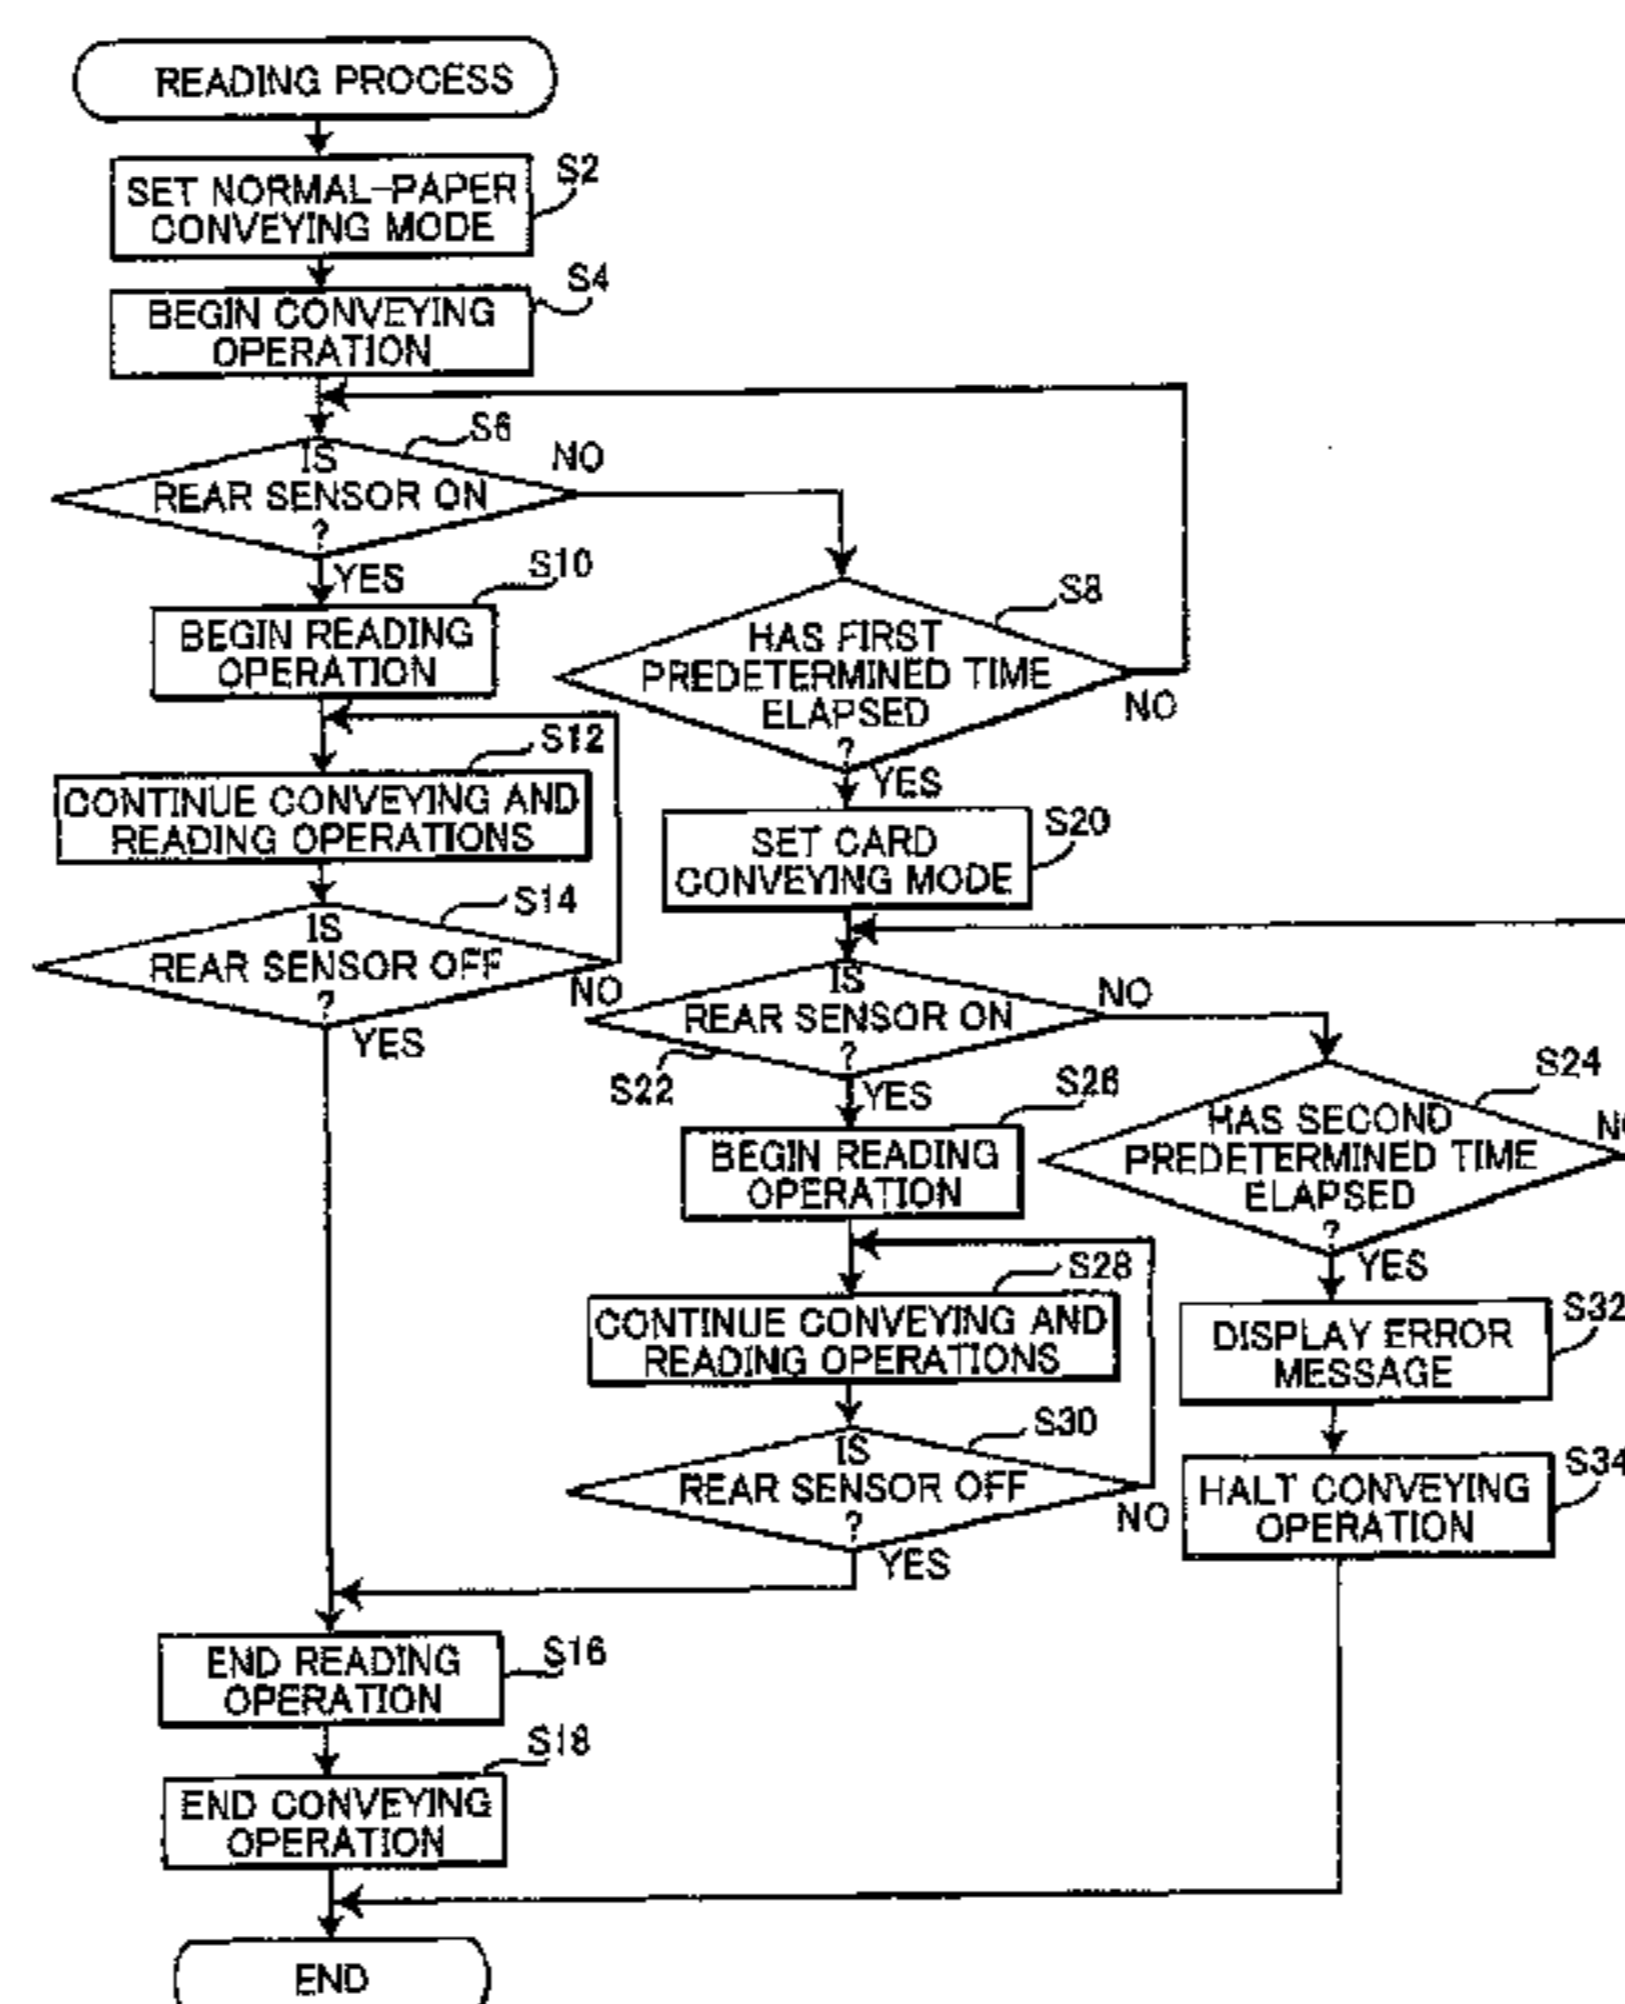 READING PROCESS
SET NORMAL-PAPER
CONVEYING MODE
S2
BEGIN CONVEYING
OPERATION
S4
IS
REAR SENSOR ON
?
S6
NO
YES
HAS FIRST
PREDETERMINED TIME
ELAPSED
?
S8
NO
YES
BEGIN READING
OPERATION
S10
CONTINUE CONVEYING AND
READING OPERATIONS
S12
IS
REAR SENSOR OFF
?
S14
NO
YES
SET CARD
CONVEYING MODE
S20
IS
REAR SENSOR ON
?
S22
NO
YES
HAS SECOND
PREDETERMINED TIME
ELAPSED
?
S24
NO
YES
BEGIN READING
OPERATION
S26
CONTINUE CONVEYING AND
READING OPERATIONS
S28
IS
REAR SENSOR OFF
?
S30
NO
YES
DISPLAY ERROR
MESSAGE
S32
HALT CONVEYING
OPERATION
S34
END READING
OPERATION
S16
END CONVEYING
OPERATION
S18
END